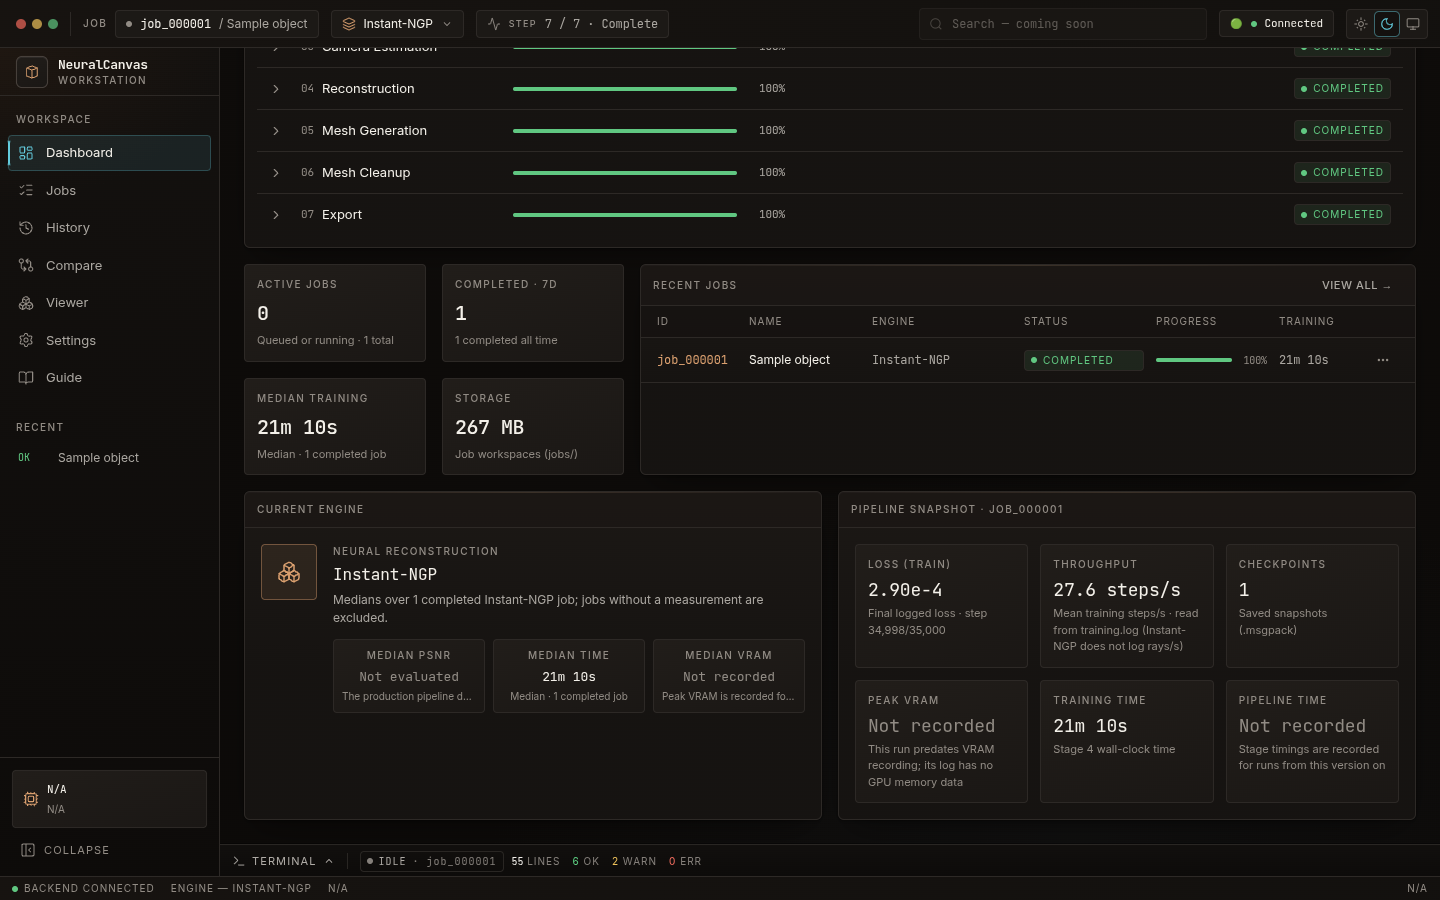 JOB job_000001 / Sample object Instant-NGP STEP 7 / 7 · Complete Search — coming soon Connected
NeuralCanvas
WORKSTATION
WORKSPACE
Dashboard
Jobs
History
Compare
Viewer
Settings
Guide
RECENT
OK Sample object
N/A
N/A
COLLAPSE
03 Camera Estimation 100% COMPLETED
04 Reconstruction 100% COMPLETED
05 Mesh Generation 100% COMPLETED
06 Mesh Cleanup 100% COMPLETED
07 Export 100% COMPLETED
ACTIVE JOBS
0
Queued or running · 1 total
COMPLETED · 7D
1
1 completed all time
MEDIAN TRAINING
21m 10s
Median · 1 completed job
STORAGE
267 MB
Job workspaces (jobs/)
RECENT JOBS VIEW ALL →
ID NAME ENGINE STATUS PROGRESS TRAINING
job_000001 Sample object Instant-NGP COMPLETED 100% 21m 10s
CURRENT ENGINE
NEURAL RECONSTRUCTION
Instant-NGP
Medians over 1 completed Instant-NGP job; jobs without a measurement are
excluded.
MEDIAN PSNR
Not evaluated
The production pipeline d...
MEDIAN TIME
21m 10s
Median · 1 completed job
MEDIAN VRAM
Not recorded
Peak VRAM is recorded fo...
PIPELINE SNAPSHOT · JOB_000001
LOSS (TRAIN)
2.90e-4
Final logged loss · step
34,998/35,000
THROUGHPUT
27.6 steps/s
Mean training steps/s · read
from training.log (Instant-
NGP does not log rays/s)
CHECKPOINTS
1
Saved snapshots
(.msgpack)
PEAK VRAM
Not recorded
This run predates VRAM
recording; its log has no
GPU memory data
TRAINING TIME
21m 10s
Stage 4 wall-clock time
PIPELINE TIME
Not recorded
Stage timings are recorded
for runs from this version on
TERMINAL IDLE · job_000001 55 LINES 6 OK 2 WARN 0 ERR
BACKEND CONNECTED ENGINE — INSTANT-NGP N/A N/A